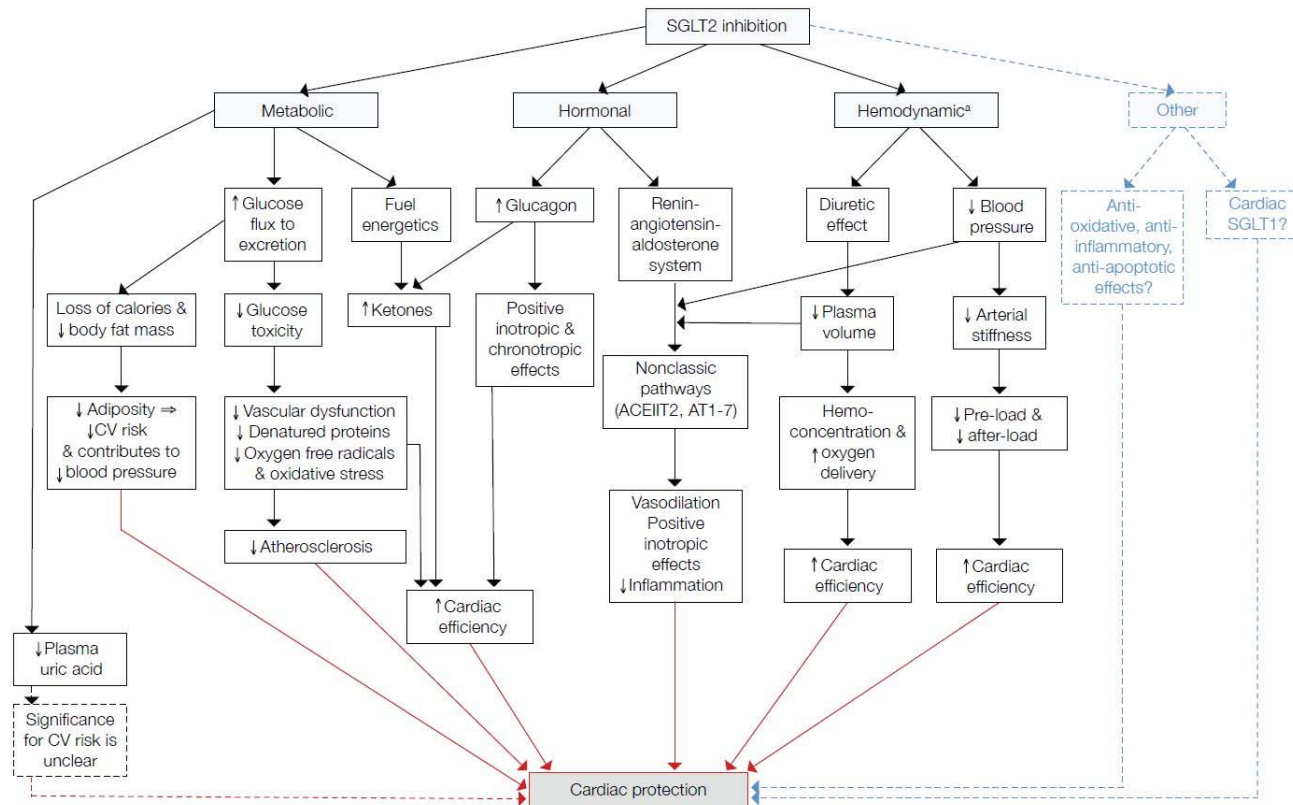 SGLT2 inhibition
Metabolic
Hormonal
Hemodynamicᵃ
Other
↑ Glucose
flux to
excretion
Fuel
energetics
↑ Glucagon
Renin-
angiotensin-
aldosterone
system
Diuretic
effect
↓ Blood
pressure
Anti-
oxidative, anti-
inflammatory,
anti-apoptotic
effects?
Cardiac
SGLT1?
Loss of calories &
↓ body fat mass
↓ Glucose
toxicity
↑ Ketones
Positive
inotropic &
chronotropic
effects
↓ Plasma
volume
↓ Arterial
stiffness
Nonclassic
pathways
(ACEIIT2, AT1-7)
↓ Adiposity ⇒
↓ CV risk
& contributes to
↓ blood pressure
↓ Vascular dysfunction
↓ Denatured proteins
↓ Oxygen free radicals
& oxidative stress
Hemo-
concentration &
↑ oxygen
delivery
↓ Pre-load &
↓ after-load
Vasodilation
Positive
inotropic
effects
↓ Inflammation
↓ Atherosclerosis
↑ Cardiac
efficiency
↑ Cardiac
efficiency
↑ Cardiac
efficiency
↓ Plasma
uric acid
Significance
for CV risk is
unclear
Cardiac protection